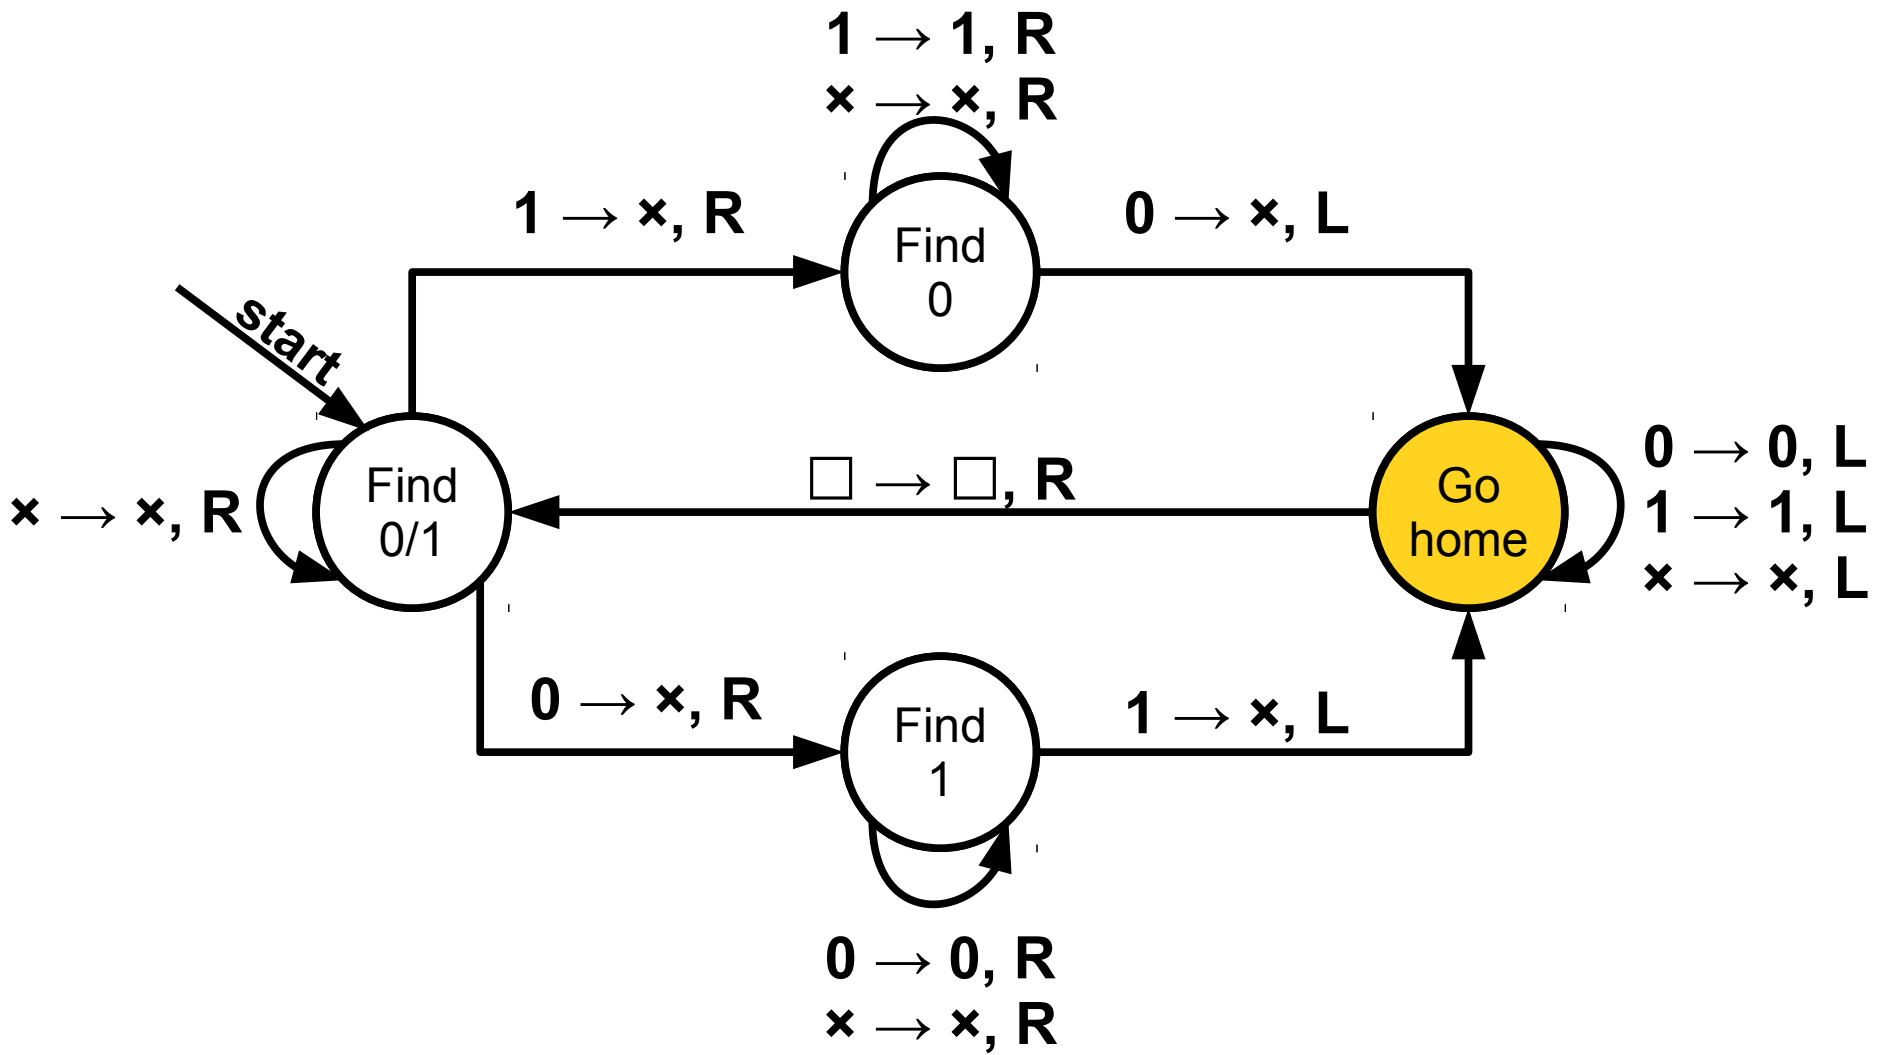 1 → 1, R
× → ×, R
1 → ×, R
Find
0
0 → ×, L
start
× → ×, R
Find
0/1
□ → □, R
Go
home
0 → 0, L
1 → 1, L
× → ×, L
0 → ×, R
Find
1
1 → ×, L
0 → 0, R
× → ×, R